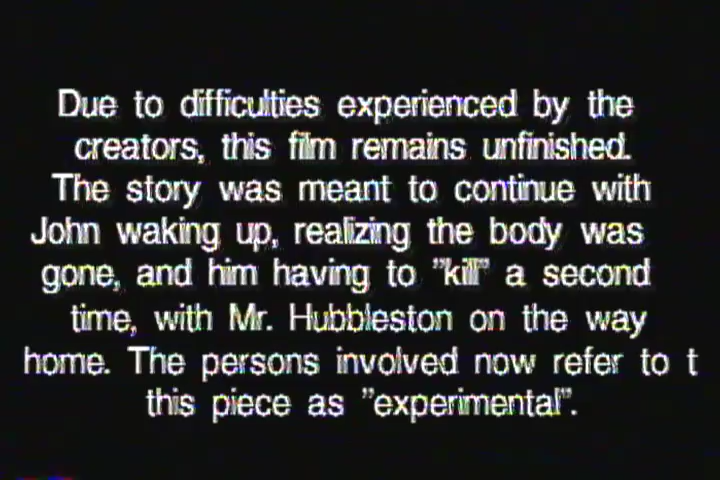 Due to difficulties experienced by the
creators, this film remains unfinished.
The story was meant to continue with
John waking up, realizing the body was
gone, and him having to "kill" a second
time, with Mr. Hubbleston on the way
home. The persons involved now refer to t
this piece as "experimental".